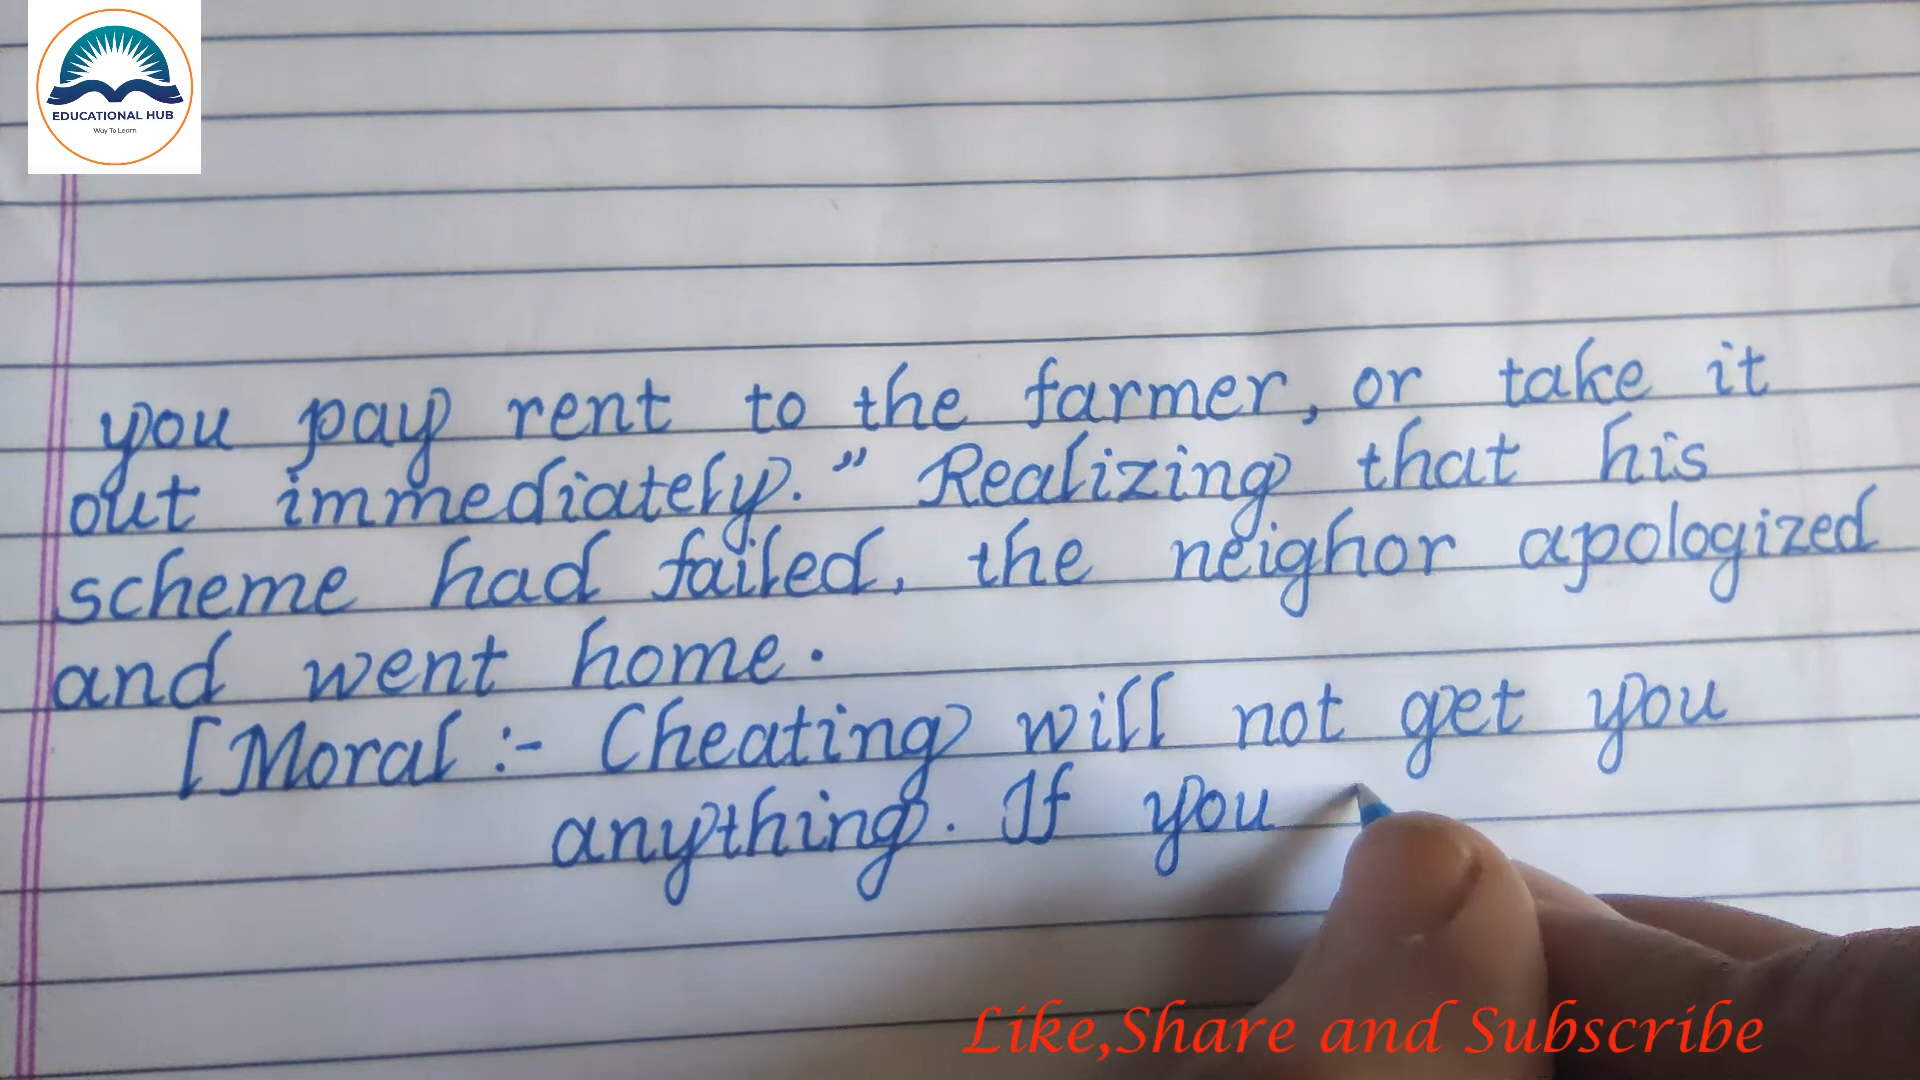 EDUCATIONAL HUB
Way To Learn
you pay rent to the farmer, or take it
out immediately.” Realizing that his
scheme had failed, the neighor apologized
and went home.
[Moral :- Cheating will not get you
anything. If you
Like,Share and Subscribe